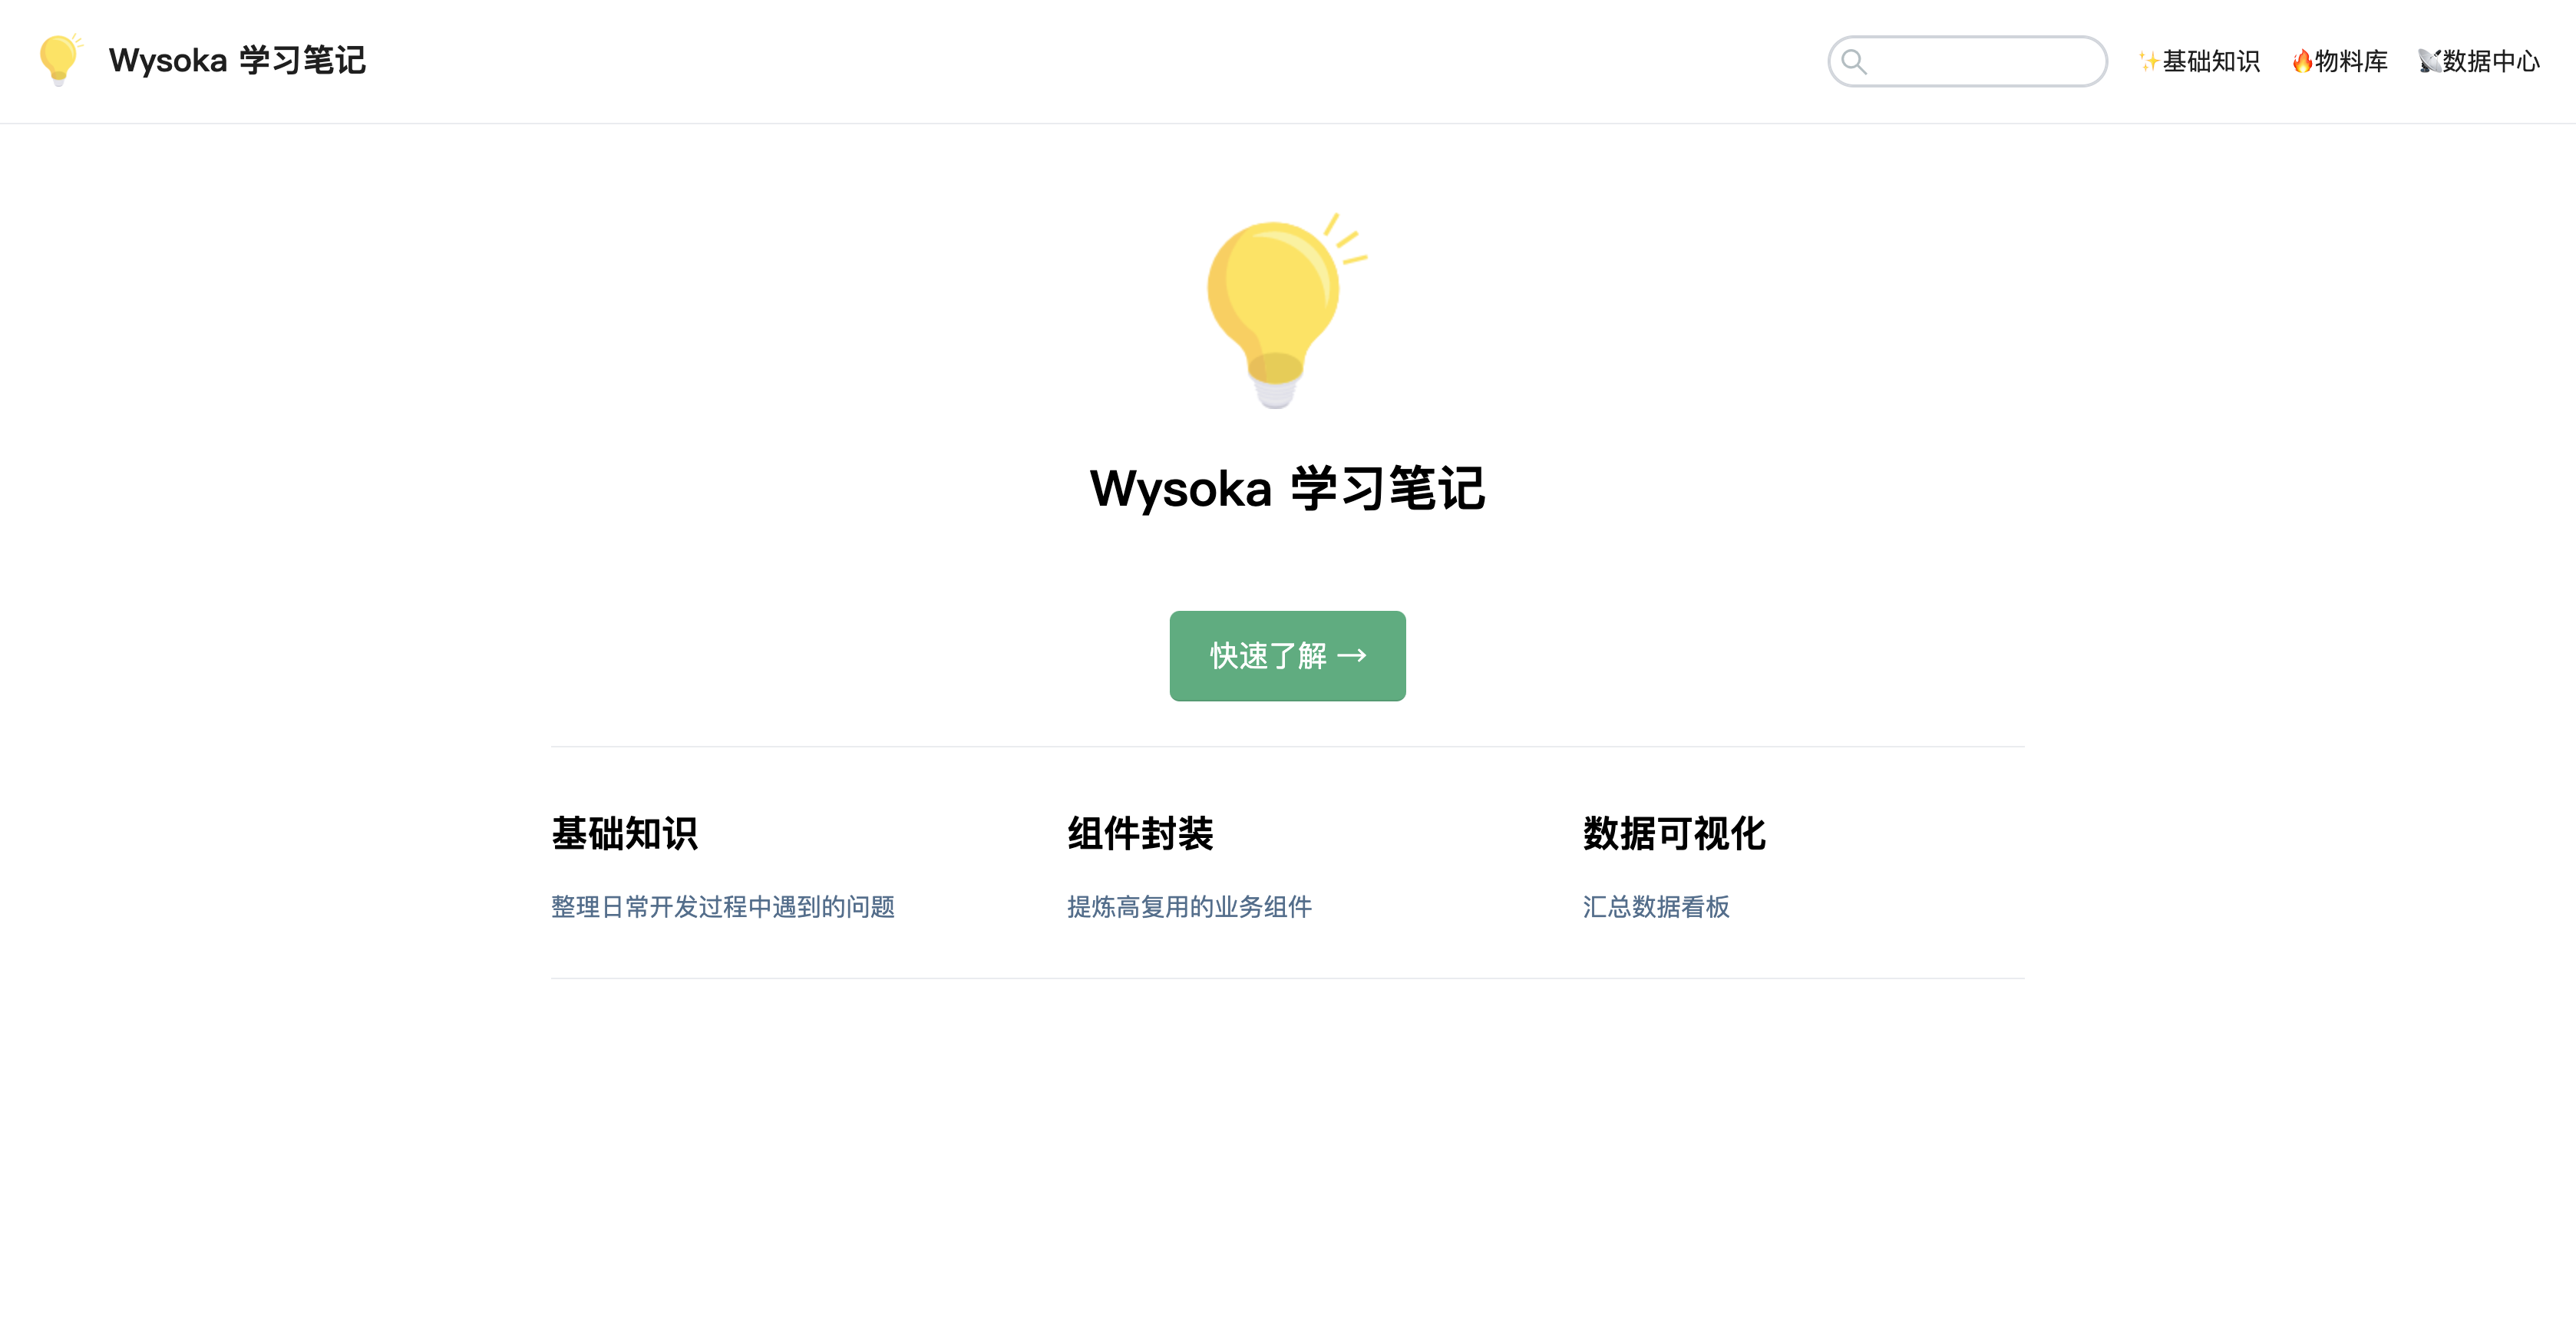 Wysoka 学习笔记
✨基础知识 🔥物料库 📡数据中心
Wysoka 学习笔记
快速了解 →
基础知识 组件封装 数据可视化
整理日常开发过程中遇到的问题 提炼高复用的业务组件 汇总数据看板